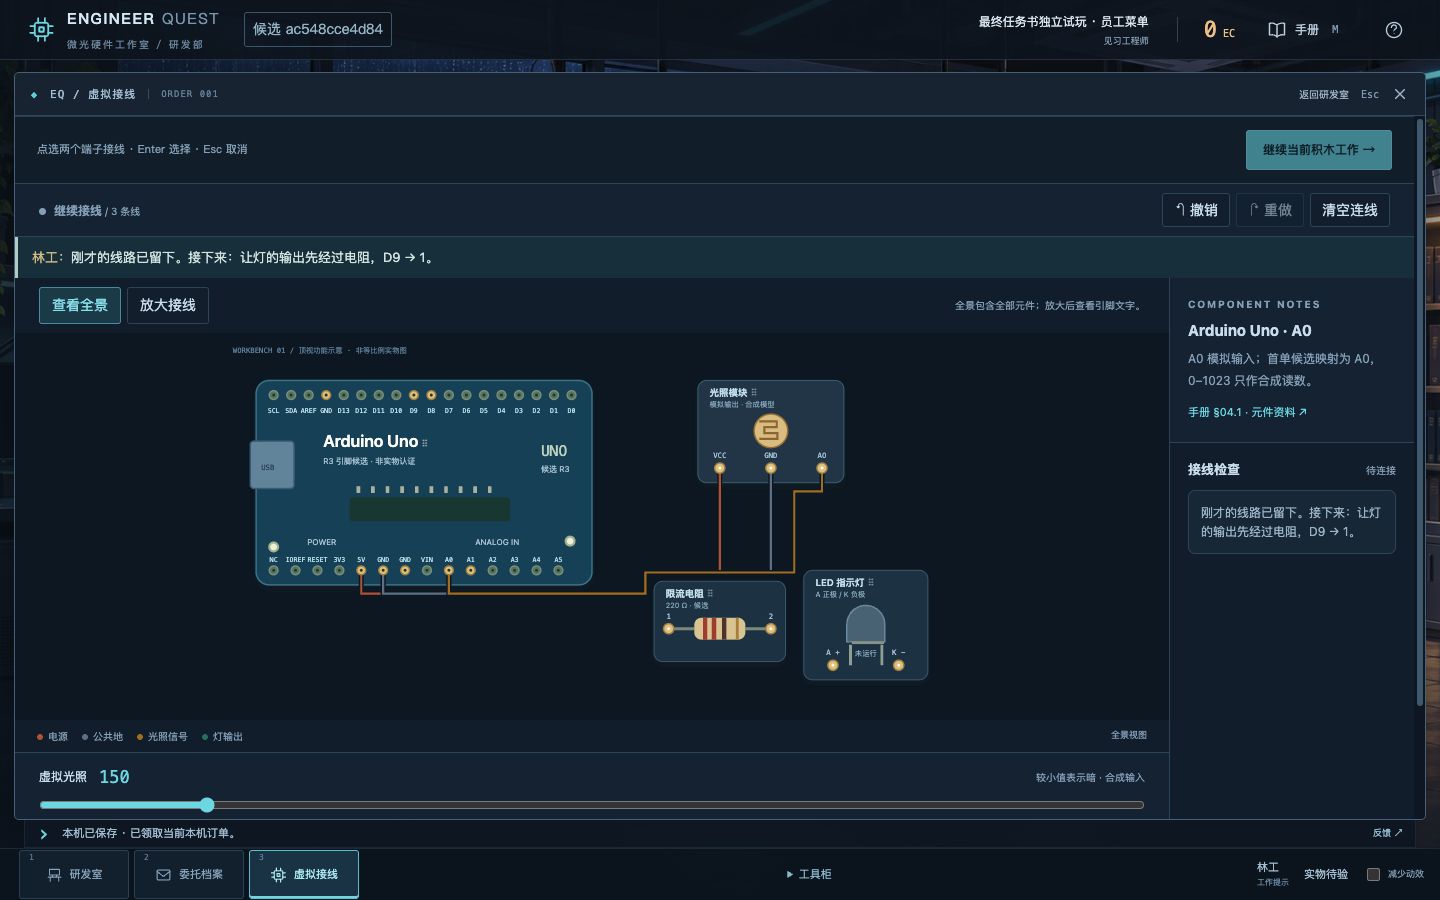 ENGINEER QUEST
微光硬件工作室 / 研发部
候选 ac548cce4d84
最终任务书独立试玩 · 员工菜单
见习工程师
0 EC
手册 M
EQ / 虚拟接线 | ORDER 001
返回研发室 Esc
点选两个端子接线 · Enter 选择 · Esc 取消
继续当前积木工作 →
继续接线 / 3 条线
撤销
重做
清空连线
林工：刚才的线路已留下。接下来：让灯的输出先经过电阻，D9 → 1。
查看全景
放大接线
全景包含全部元件；放大后查看引脚文字。
WORKBENCH 01 / 顶视功能示意 · 非等比例实物图
SCL SDA AREF GND D13 D12 D11 D10 D9 D8 D7 D6 D5 D4 D3 D2 D1 D0
Arduino Uno
R3 引脚候选 · 非实物认证
UNO
候选 R3
USB
POWER
ANALOG IN
NC IOREF RESET 3V3 5V GND GND VIN A0 A1 A2 A3 A4 A5
光照模块
模拟输出 · 合成模型
VCC GND AO
限流电阻
220 Ω · 候选
1 2
LED 指示灯
A 正极 / K 负极
A + 未运行 K −
COMPONENT NOTES
Arduino Uno · A0
A0 模拟输入；首单候选映射为 A0，
0–1023 只作合成读数。
手册 §04.1 · 元件资料 ↗
接线检查
待连接
刚才的线路已留下。接下来：让灯
的输出先经过电阻，D9 → 1。
电源 公共地 光照信号 灯输出
全景视图
虚拟光照 150
较小值表示暗 · 合成输入
本机已保存 · 已领取当前本机订单。
反馈 ↗
1 研发室
2 委托档案
3 虚拟接线
工具柜
林工
工作提示
实物待验
减少动效